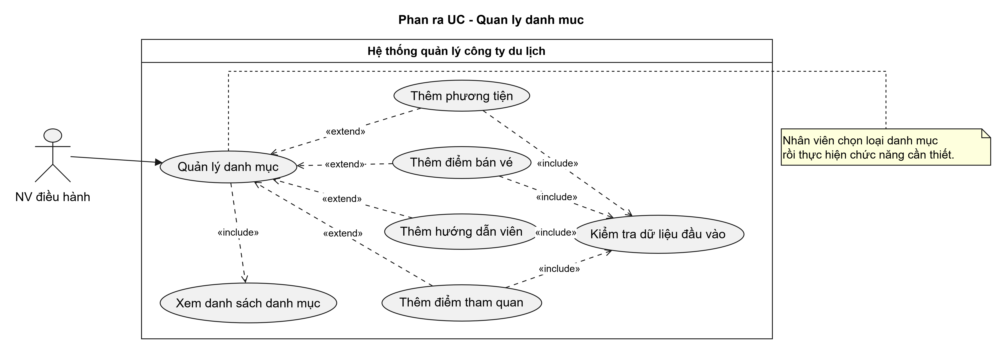 Phan ra UC - Quan ly danh muc
Hệ thống quản lý công ty du lịch
Thêm phương tiện
«extend»
Nhân viên chọn loại danh mục
rồi thực hiện chức năng cần thiết.
Quản lý danh mục
«extend»
Thêm điểm bán vé
«include»
NV điều hành
«extend»
«include»
«include»
«extend»
Thêm hướng dẫn viên
«include»
Kiểm tra dữ liệu đầu vào
«include»
Xem danh sách danh mục
Thêm điểm tham quan